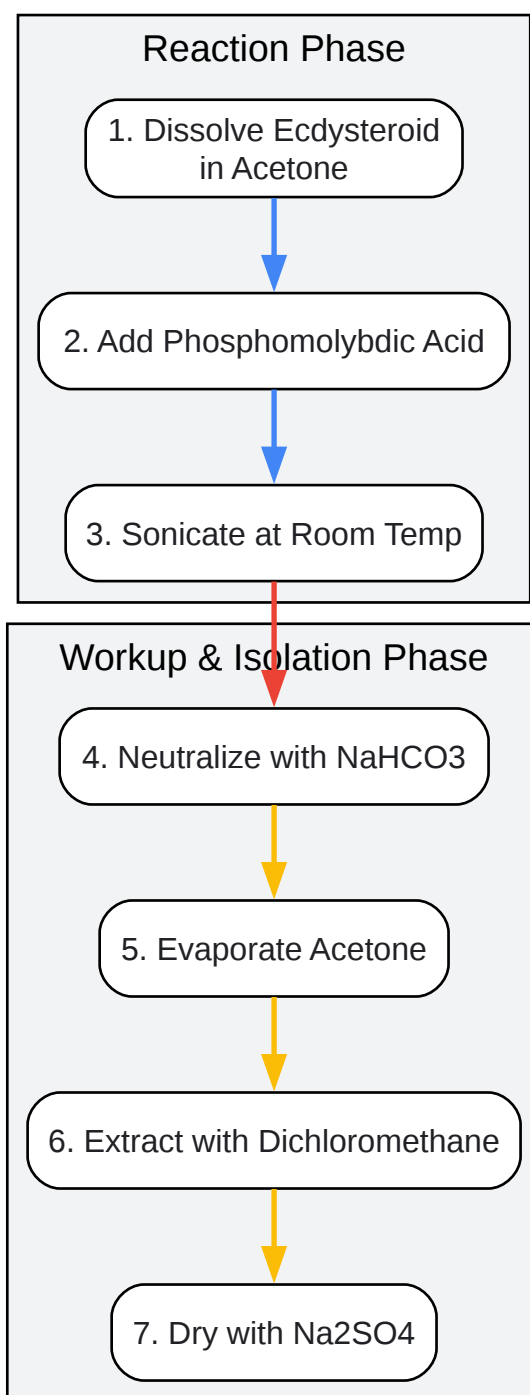 Reaction Phase
1. Dissolve Ecdysteroid
in Acetone
2. Add Phosphomolybdic Acid
3. Sonicate at Room Temp
Workup & Isolation Phase
4. Neutralize with NaHCO3
5. Evaporate Acetone
6. Extract with Dichloromethane
7. Dry with Na2SO4